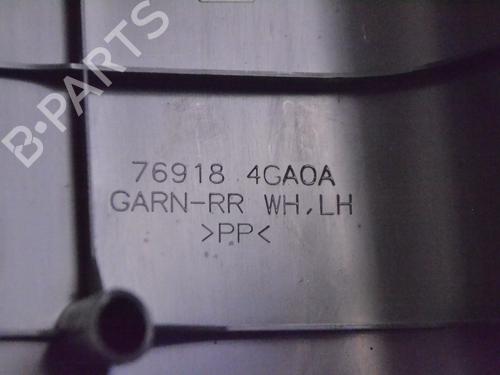 B-PARTS
76918 4GA0A
GARN-RR WH,LH
>PP<